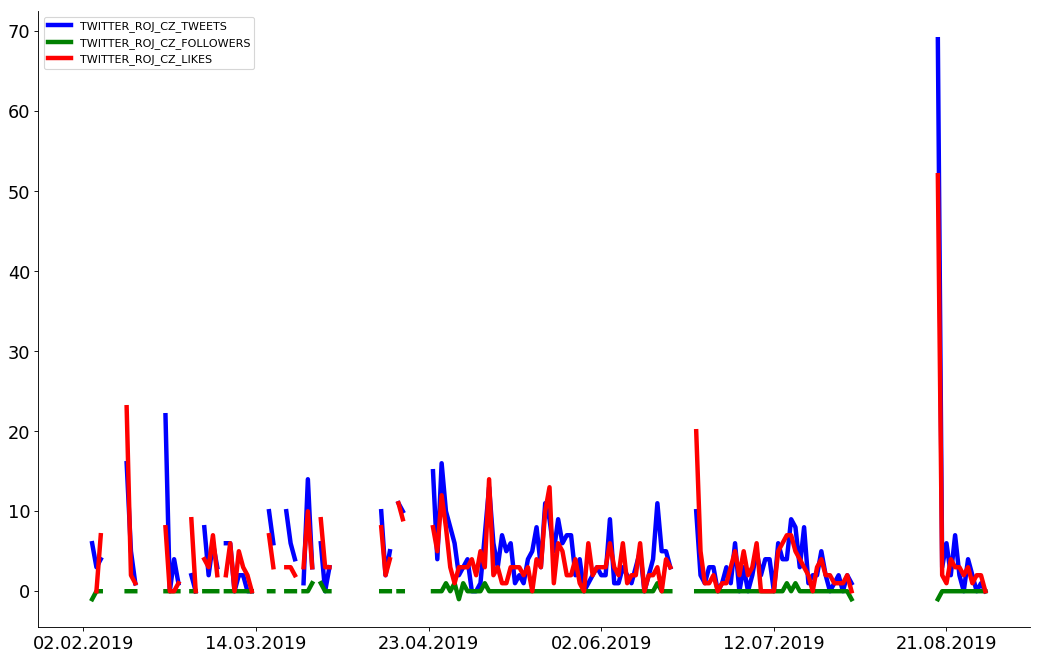 TWITTER_ROJ_CZ_TWEETS
TWITTER_ROJ_CZ_FOLLOWERS
TWITTER_ROJ_CZ_LIKES
70
60
50
40
30
20
10
0
02.02.2019 14.03.2019 23.04.2019 02.06.2019 12.07.2019 21.08.2019